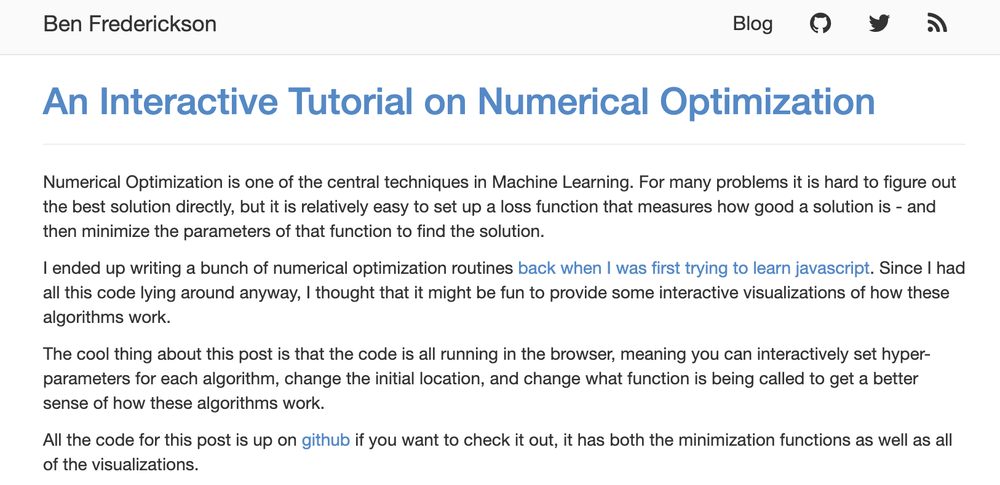 Ben Frederickson
Blog
An Interactive Tutorial on Numerical Optimization
Numerical Optimization is one of the central techniques in Machine Learning. For many problems it is hard to figure out
the best solution directly, but it is relatively easy to set up a loss function that measures how good a solution is - and
then minimize the parameters of that function to find the solution.
I ended up writing a bunch of numerical optimization routines back when I was first trying to learn javascript. Since I had
all this code lying around anyway, I thought that it might be fun to provide some interactive visualizations of how these
algorithms work.
The cool thing about this post is that the code is all running in the browser, meaning you can interactively set hyper-
parameters for each algorithm, change the initial location, and change what function is being called to get a better
sense of how these algorithms work.
All the code for this post is up on github if you want to check it out, it has both the minimization functions as well as all
of the visualizations.